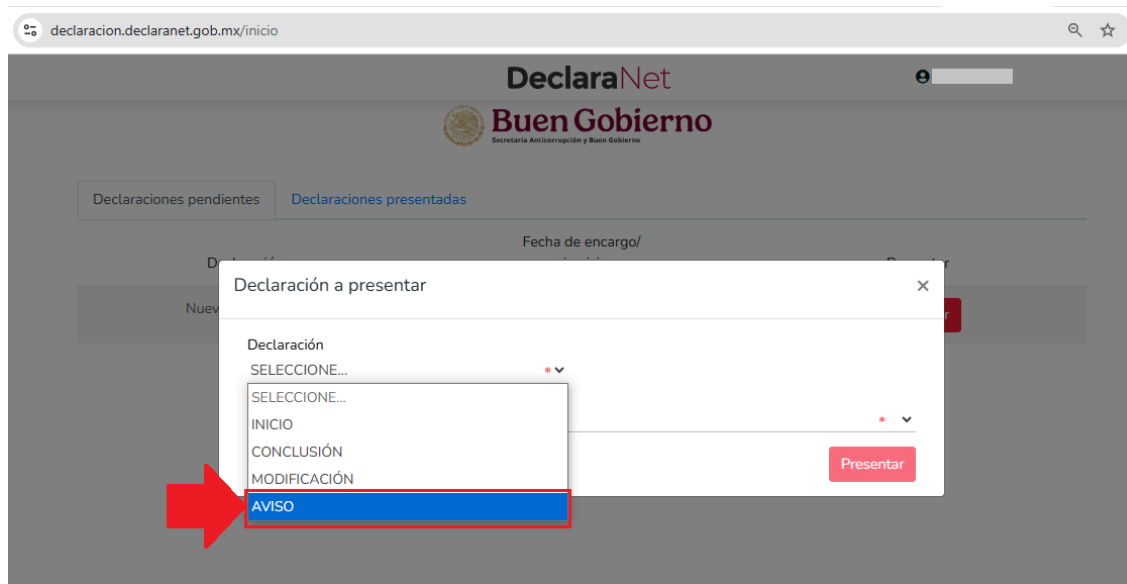 declaracion.declaranet.gob.mx/inicio
DeclaraNet
Buen Gobierno
Secretaría Anticorrupción y Buen Gobierno
Declaraciones pendientes Declaraciones presentadas
Fecha de encargo/
Declaración a presentar
Declaración
SELECCIONE... *
SELECCIONE...
INICIO
*
CONCLUSIÓN
MODIFICACIÓN
Presentar
AVISO